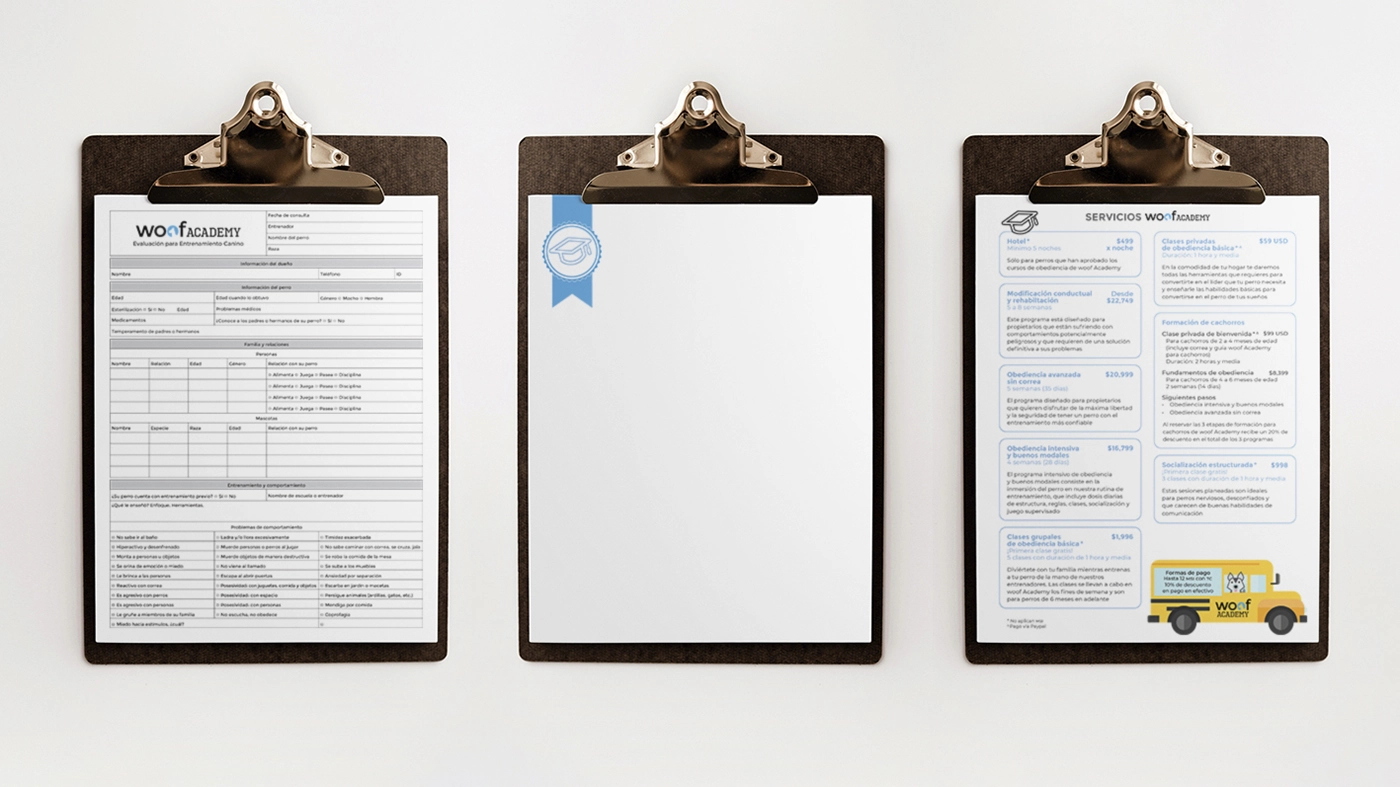 woof ACADEMY
Evaluación para Entrenamiento Canino
Fecha de consulta
Entrenador
Nombre del perro
Raza
Información del dueño
Nombre Teléfono ID
Información del perro
Edad Edad cuando lo obtuvo Género Macho Hembra
Esterilización Si No Edad Problemas médicos
Medicamentos ¿Conoce a los padres o hermanos de su perro? Si No
Temperamento de padres o hermanos
Familia y relaciones
Personas
Nombre Relación Edad Género Relación con su perro
Alimenta Juega Pasea Disciplina
Alimenta Juega Pasea Disciplina
Alimenta Juega Pasea Disciplina
Alimenta Juega Pasea Disciplina
Mascotas
Nombre Especie Raza Edad Relación con su perro
Entrenamiento y comportamiento
¿Su perro cuenta con entrenamiento previo? Si No Nombre de escuela o entrenador
¿Qué le enseñó? Enfoque, herramientas.
Problemas de comportamiento
No sabe ir al baño Ladra y/o llora excesivamente Timidez exacerbada
Hiperactivo y desenfrenado Muerde personas o perros al jugar No sabe caminar con correa, se cruza, jala
Monta a personas u objetos Muerde objetos de manera destructiva Se roba la comida de la mesa
Se orina de emoción o miedo No viene al llamado Se sube a los muebles
Le brinca a las personas Escapa al abrir puertas Ansiedad por separación
Reactivo con correa Posesividad: con juguetes, comida y objetos Escarba en jardín o macetas
Es agresivo con perros Posesividad: con espacio Persigue animales (ardillas, gatos, etc.)
Es agresivo con personas Posesividad: con personas Mendiga por comida
Le gruñe a miembros de su familia No escucha, no obedece Coprofagia
Miedo hacia estímulos, ¿cuál?
SERVICIOS woof ACADEMY
Hotel* $499
Mínimo 5 noches x noche
Sólo para perros que han aprobado los
cursos de obediencia de woof Academy
Modificación conductual Desde
y rehabilitación $22,749
5 a 8 semanas
Este programa está diseñado para
propietarios que están sufriendo con
comportamientos potencialmente
peligrosos y que requieren de una solución
definitiva a sus problemas
Obediencia avanzada $20,999
sin correa
5 semanas (35 días)
El programa diseñado para propietarios
que quieren disfrutar de la máxima libertad
y la seguridad de tener un perro con el
entrenamiento más confiable
Obediencia intensiva $16,799
y buenos modales
4 semanas (28 días)
El programa intensivo de obediencia
y buenos modales consiste en la
inmersión del perro en nuestra rutina de
entrenamiento, que incluye dosis diarias
de estructura, reglas, clases, socialización y
juego supervisado
Clases grupales $1,996
de obediencia básica*
¡Primera clase gratis!
5 clases con duración de 1 hora y media
Diviértete con tu familia mientras entrenas
a tu perro de la mano de nuestros
entrenadores. Las clases se llevan a cabo en
woof Academy los fines de semana y son
para perros de 6 meses en adelante
* No aplican msi
° Pago vía Paypal
Clases privadas $59 USD
de obediencia básica*°
Duración: 1 hora y media
En la comodidad de tu hogar te daremos
todas las herramientas que requieres para
convertirte en el líder que tu perro necesita
y enseñarle las habilidades básicas para
convertirse en el perro de tus sueños
Formación de cachorros
Clase privada de bienvenida*° $99 USD
Para cachorros de 2 a 4 meses de edad
(incluye correa y guía woof Academy
para cachorros)
Duración: 2 horas y media
Fundamentos de obediencia $8,399
Para cachorros de 4 a 6 meses de edad
2 semanas (14 días)
Siguientes pasos
• Obediencia intensiva y buenos modales
• Obediencia avanzada sin correa
Al reservar las 3 etapas de formación para
cachorros de woof Academy recibe un 20% de
descuento en el total de los 3 programas
Socialización estructurada* $998
¡Primera clase gratis!
3 clases con duración de 1 hora y media
Estas sesiones planeadas son ideales
para perros nerviosos, desconfiados y
que carecen de buenas habilidades de
comunicación
Formas de pago
Hasta 12 MSI con TC
10% de descuento
en pago en efectivo
woof
ACADEMY